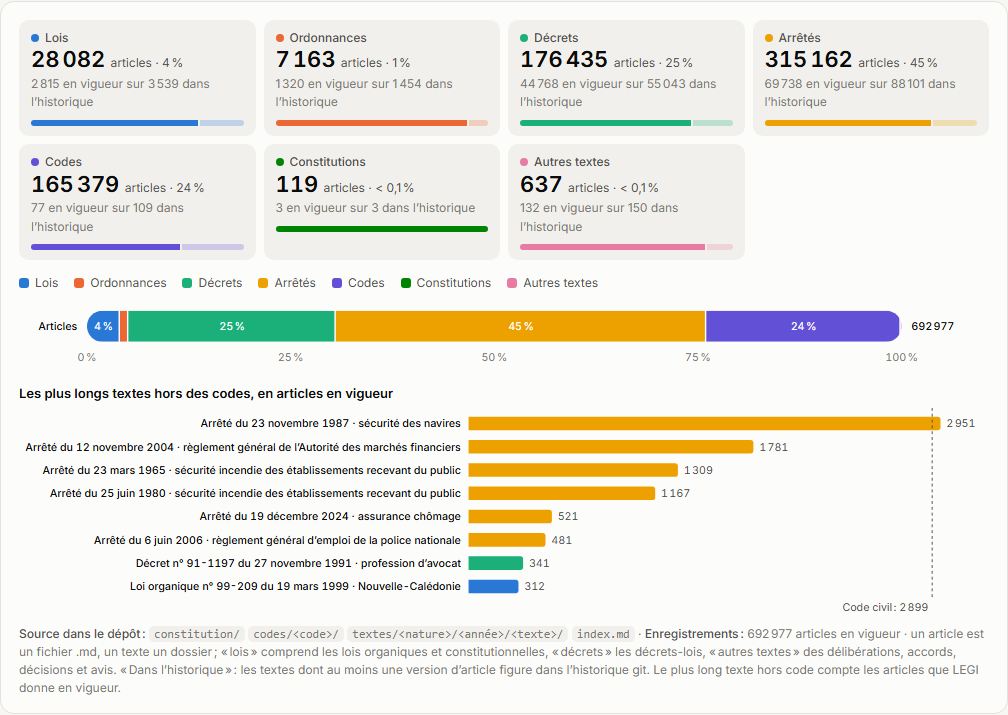 Lois
28 082 articles · 4 %
2 815 en vigueur sur 3 539 dans
l’historique
Ordonnances
7 163 articles · 1 %
1 320 en vigueur sur 1 454 dans
l’historique
Décrets
176 435 articles · 25 %
44 768 en vigueur sur 55 043 dans
l’historique
Arrêtés
315 162 articles · 45 %
69 738 en vigueur sur 88 101 dans
l’historique
Codes
165 379 articles · 24 %
77 en vigueur sur 109 dans
l’historique
Constitutions
119 articles · < 0,1 %
3 en vigueur sur 3 dans l’historique
Autres textes
637 articles · < 0,1 %
132 en vigueur sur 150 dans
l’historique
Lois Ordonnances Décrets Arrêtés Codes Constitutions Autres textes
Articles 4 % 25 % 45 % 24 % 692 977
0 % 25 % 50 % 75 % 100 %
Les plus longs textes hors des codes, en articles en vigueur
Arrêté du 23 novembre 1987 · sécurité des navires 2 951
Arrêté du 12 novembre 2004 · règlement général de l’Autorité des marchés financiers 1 781
Arrêté du 23 mars 1965 · sécurité incendie des établissements recevant du public 1 309
Arrêté du 25 juin 1980 · sécurité incendie des établissements recevant du public 1 167
Arrêté du 19 décembre 2024 · assurance chômage 521
Arrêté du 6 juin 2006 · règlement général d’emploi de la police nationale 481
Décret n° 91-1197 du 27 novembre 1991 · profession d’avocat 341
Loi organique n° 99-209 du 19 mars 1999 · Nouvelle-Calédonie 312
Code civil : 2 899
Source dans le dépôt : constitution/ codes/<code>/ textes/<nature>/<année>/<texte>/ index.md · Enregistrements : 692 977 articles en vigueur · un article est
un fichier .md, un texte un dossier ; « lois » comprend les lois organiques et constitutionnelles, « décrets » les décrets-lois, « autres textes » des délibérations, accords,
décisions et avis. « Dans l’historique » : les textes dont au moins une version d’article figure dans l’historique git. Le plus long texte hors code compte les articles que LEGI
donne en vigueur.